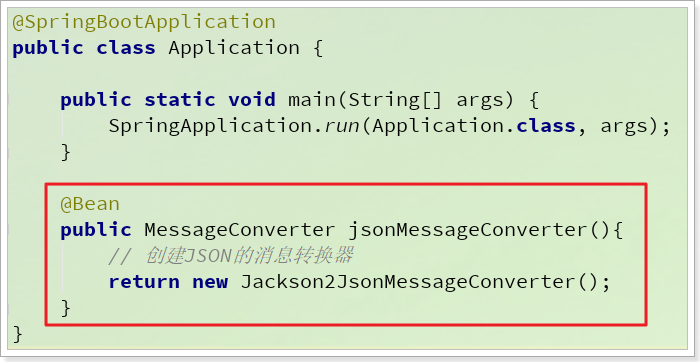 @SpringBootApplication
public class Application {
    public static void main(String[] args) {
        SpringApplication.run(Application.class, args);
    }
    @Bean
    public MessageConverter jsonMessageConverter(){
        // 创建JSON的消息转换器
        return new Jackson2JsonMessageConverter();
    }
}